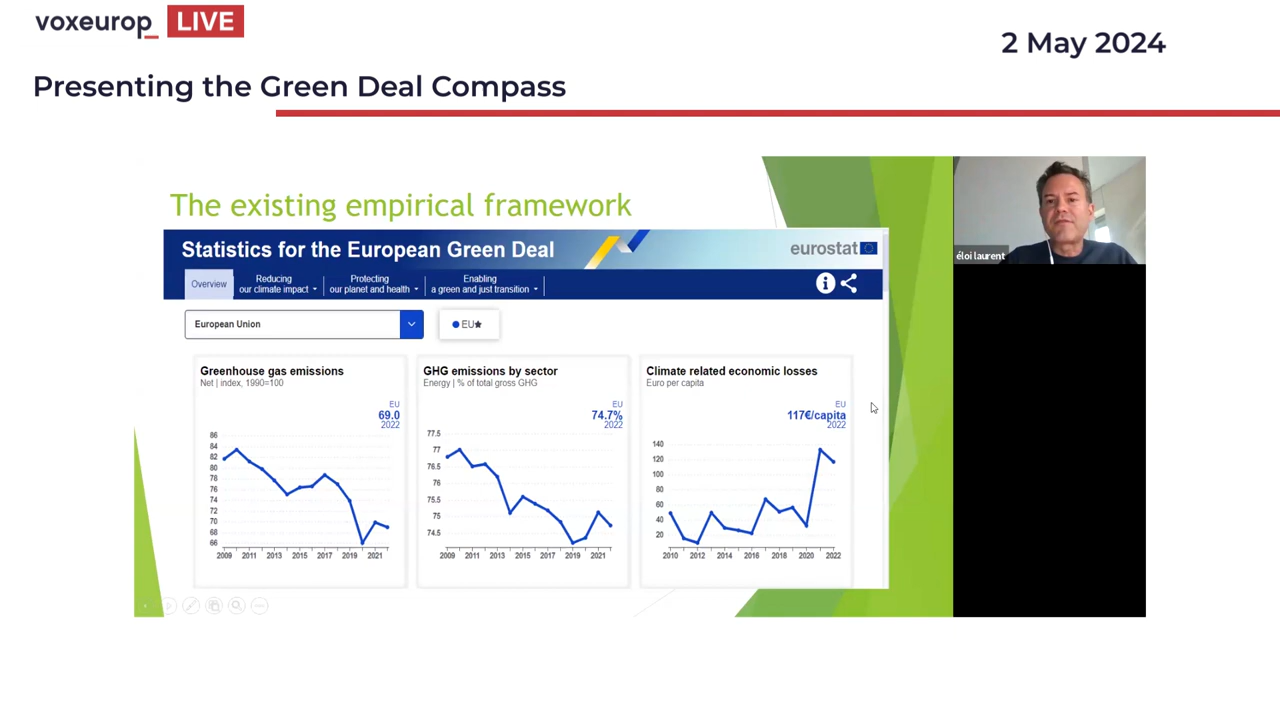 voxeurop_ LIVE
2 May 2024
Presenting the Green Deal Compass
The existing empirical framework
Statistics for the European Green Deal
eurostat
Overview
Reducing
our climate impact
Protecting
our planet and health
Enabling
a green and just transition
European Union
EU★
Greenhouse gas emissions
Net | index, 1990=100
EU
69.0
2022
86
84
82
80
78
76
74
72
70
68
66
2009 2011 2013 2015 2017 2019 2021
GHG emissions by sector
Energy | % of total gross GHG
EU
74.7%
2022
77.5
77
76.5
76
75.5
75
74.5
2009 2011 2013 2015 2017 2019 2021
Climate related economic losses
Euro per capita
EU
117€/capita
2022
140
120
100
80
60
40
20
2010 2012 2014 2016 2018 2020 2022
éloi laurent